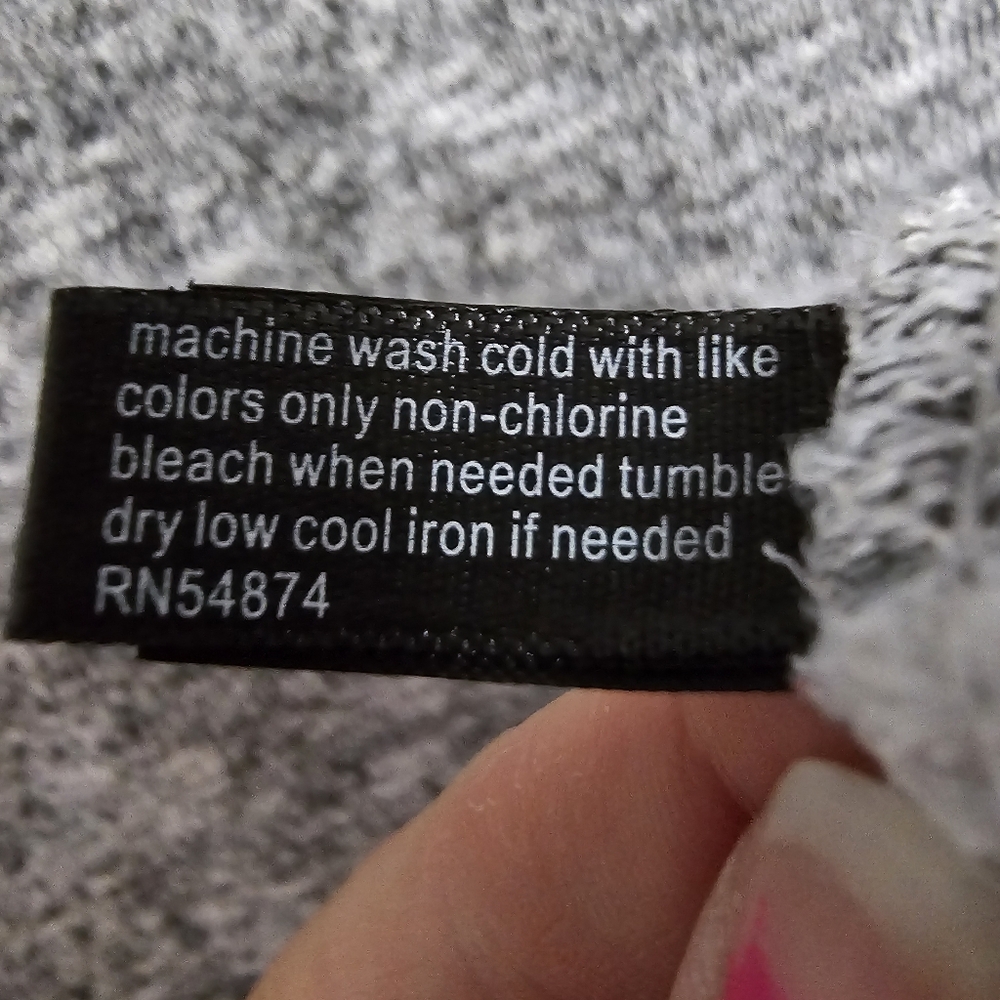 machine wash cold with like
colors only non-chlorine
bleach when needed tumble
dry low cool iron if needed
RN54874